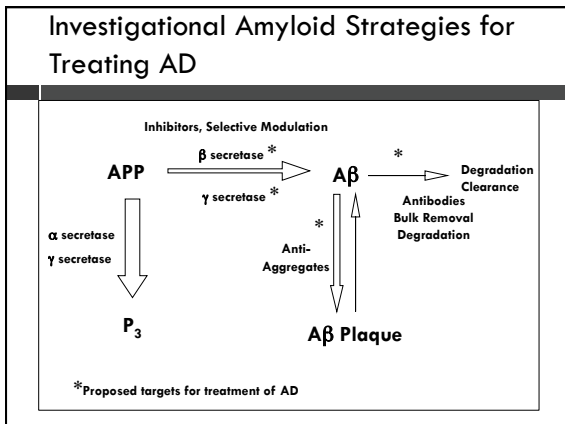 Investigational Amyloid Strategies for
Treating AD
Inhibitors, Selective Modulation
β secretase *
APP
Aβ
*
Degradation
Clearance
γ secretase *
Antibodies
Bulk Removal
Degradation
α secretase
γ secretase
*
Anti-
Aggregates
P₃
Aβ Plaque
*Proposed targets for treatment of AD